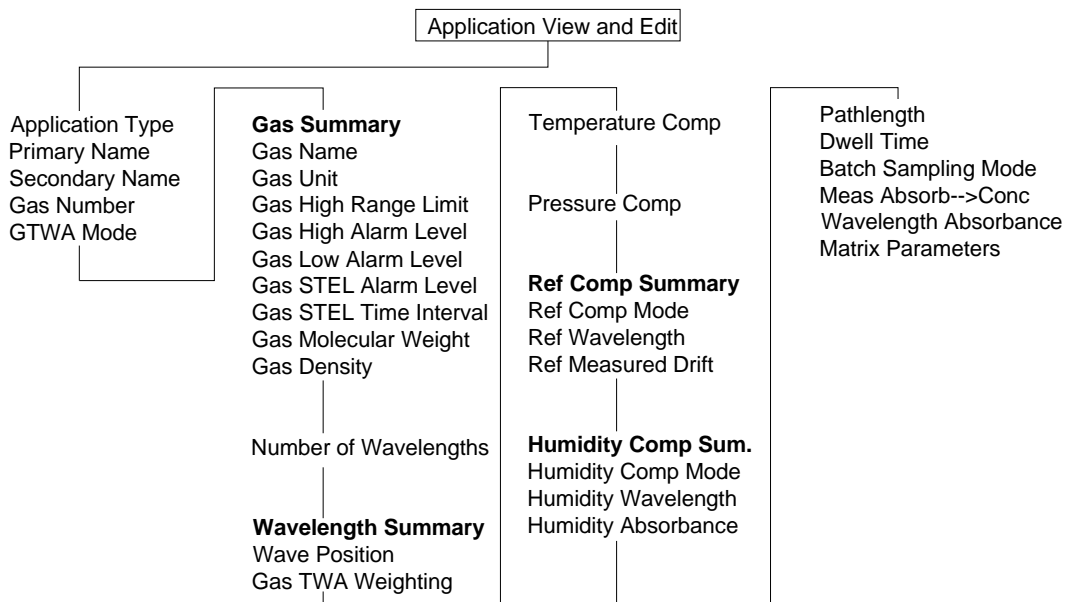 Application View and Edit
Application Type
Primary Name
Secondary Name
Gas Number
GTWA Mode
Gas Summary
Gas Name
Gas Unit
Gas High Range Limit
Gas High Alarm Level
Gas Low Alarm Level
Gas STEL Alarm Level
Gas STEL Time Interval
Gas Molecular Weight
Gas Density
Number of Wavelengths
Wavelength Summary
Wave Position
Gas TWA Weighting
Temperature Comp
Pressure Comp
Ref Comp Summary
Ref Comp Mode
Ref Wavelength
Ref Measured Drift
Humidity Comp Sum.
Humidity Comp Mode
Humidity Wavelength
Humidity Absorbance
Pathlength
Dwell Time
Batch Sampling Mode
Meas Absorb-->Conc
Wavelength Absorbance
Matrix Parameters